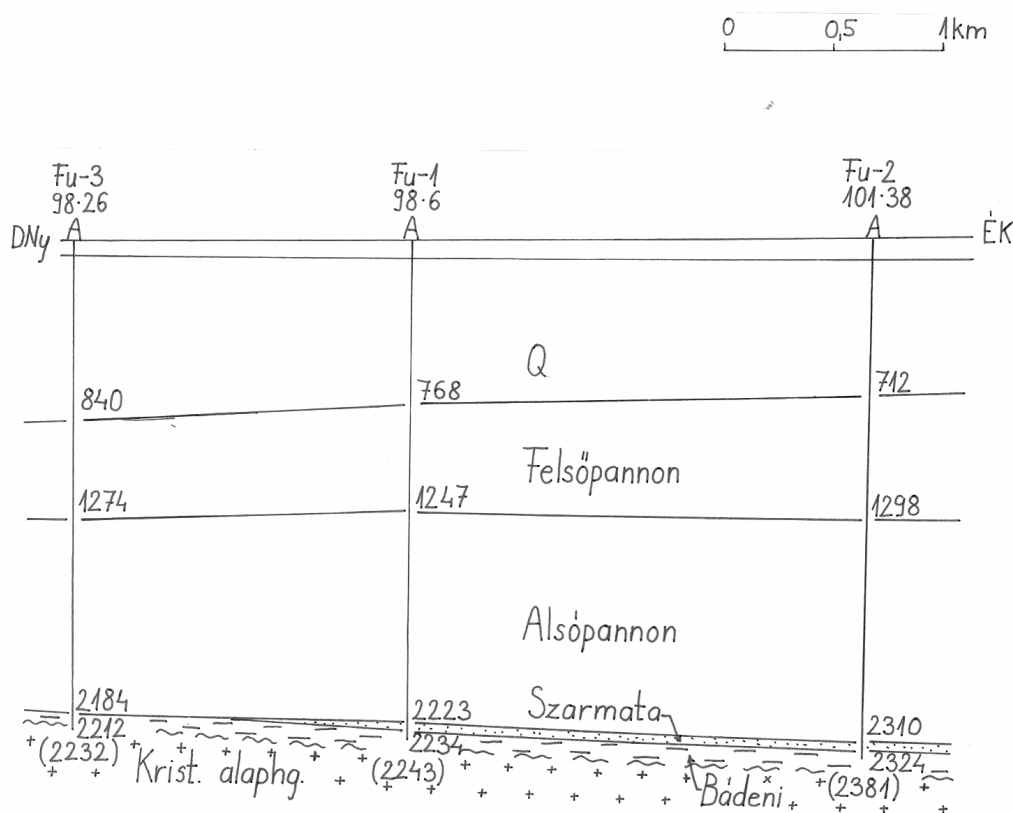 0 0,5 1km
Fu-3 Fu-1 Fu-2
98.26 98.6 101.38
DNy A A A ÉK
Q
840 768 712
Felsőpannon
1274 1247 1298
Alsópannon
2184 2223 Szarmata 2310
2212 2234 2324
(2232) Krist. alaphg. (2243) Bádeni (2381)